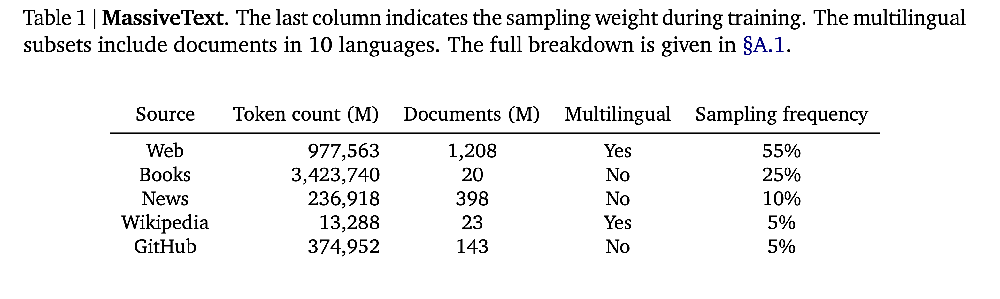 Table 1 | MassiveText. The last column indicates the sampling weight during training. The multilingual
subsets include documents in 10 languages. The full breakdown is given in §A.1.
Source Token count (M) Documents (M) Multilingual Sampling frequency
Web 977,563 1,208 Yes 55%
Books 3,423,740 20 No 25%
News 236,918 398 No 10%
Wikipedia 13,288 23 Yes 5%
GitHub 374,952 143 No 5%